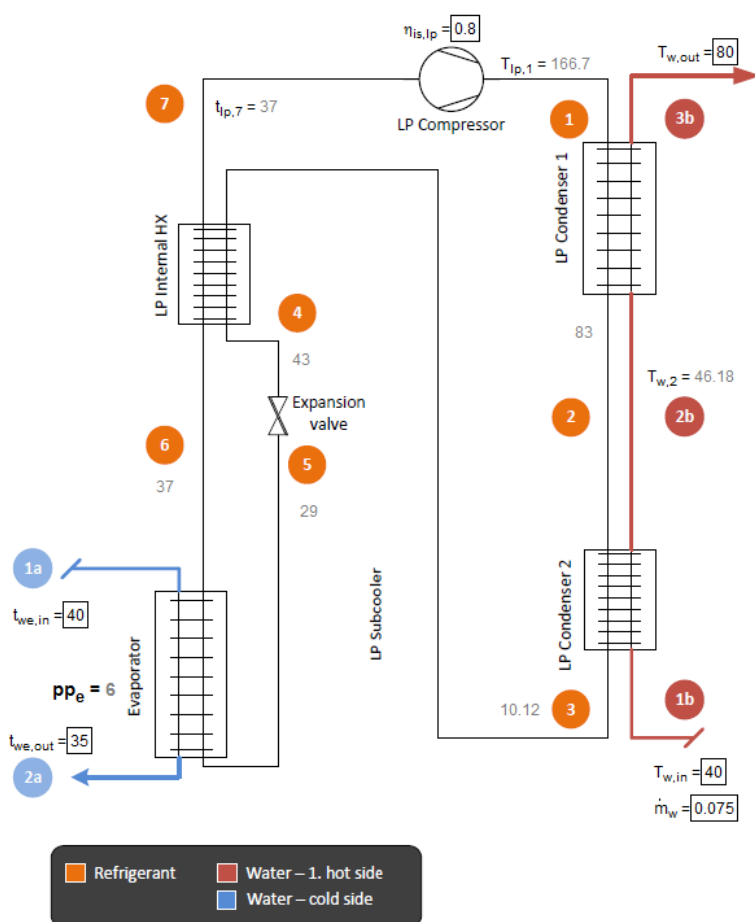 ηis,lp = 0.8
Tlp,1 = 166.7
Tw,out = 80
7
tlp,7 = 37
LP Compressor
1
3b
LP Condenser 1
LP Internal HX
4
43
83
Tw,2 = 46.18
Expansion
valve
6
2
2b
5
37
29
1a
twe,in = 40
LP Condenser 2
LP Subcooler
Evaporator
ppe = 6
10.12
3
1b
twe,out = 35
2a
Tw,in = 40
ṁw = 0.075
Refrigerant
Water – 1. hot side
Water – cold side